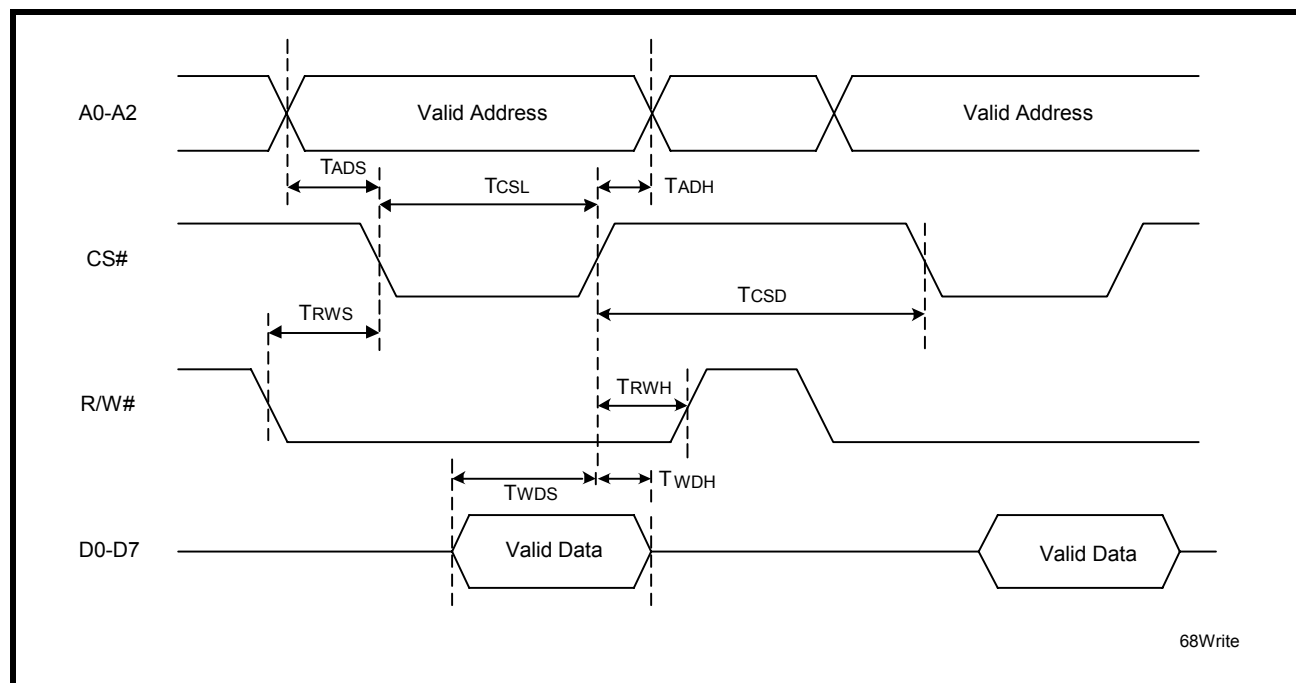 A0-A2
Valid Address
Valid Address
TADS
TCSL
TADH
CS#
TCSD
TRWS
TRWH
R/W#
TWDS
TWDH
D0-D7
Valid Data
Valid Data
68Write